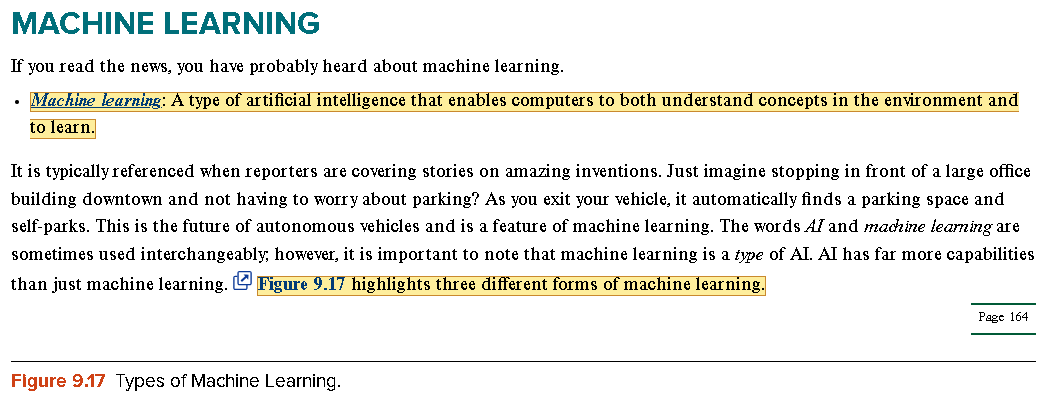 MACHINE LEARNING
If you read the news, you have probably heard about machine learning.
• Machine learning: A type of artificial intelligence that enables computers to both understand concepts in the environment and
to learn.
It is typically referenced when reporters are covering stories on amazing inventions. Just imagine stopping in front of a large office
building downtown and not having to worry about parking? As you exit your vehicle, it automatically finds a parking space and
self-parks. This is the future of autonomous vehicles and is a feature of machine learning. The words AI and machine learning are
sometimes used interchangeably; however, it is important to note that machine learning is a type of AI. AI has far more capabilities
than just machine learning. Figure 9.17 highlights three different forms of machine learning.
Page 164
Figure 9.17 Types of Machine Learning.